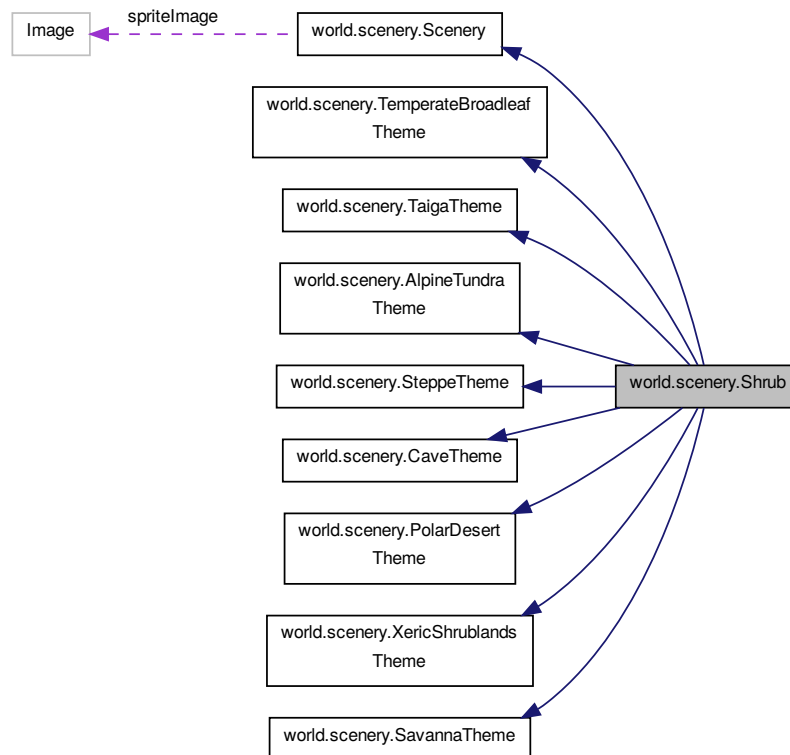 spriteImage
Image
world.scenery.Scenery
world.scenery.TemperateBroadleaf
Theme
world.scenery.TaigaTheme
world.scenery.AlpineTundra
Theme
world.scenery.SteppeTheme
world.scenery.Shrub
world.scenery.CaveTheme
world.scenery.PolarDesert
Theme
world.scenery.XericShrublands
Theme
world.scenery.SavannaTheme